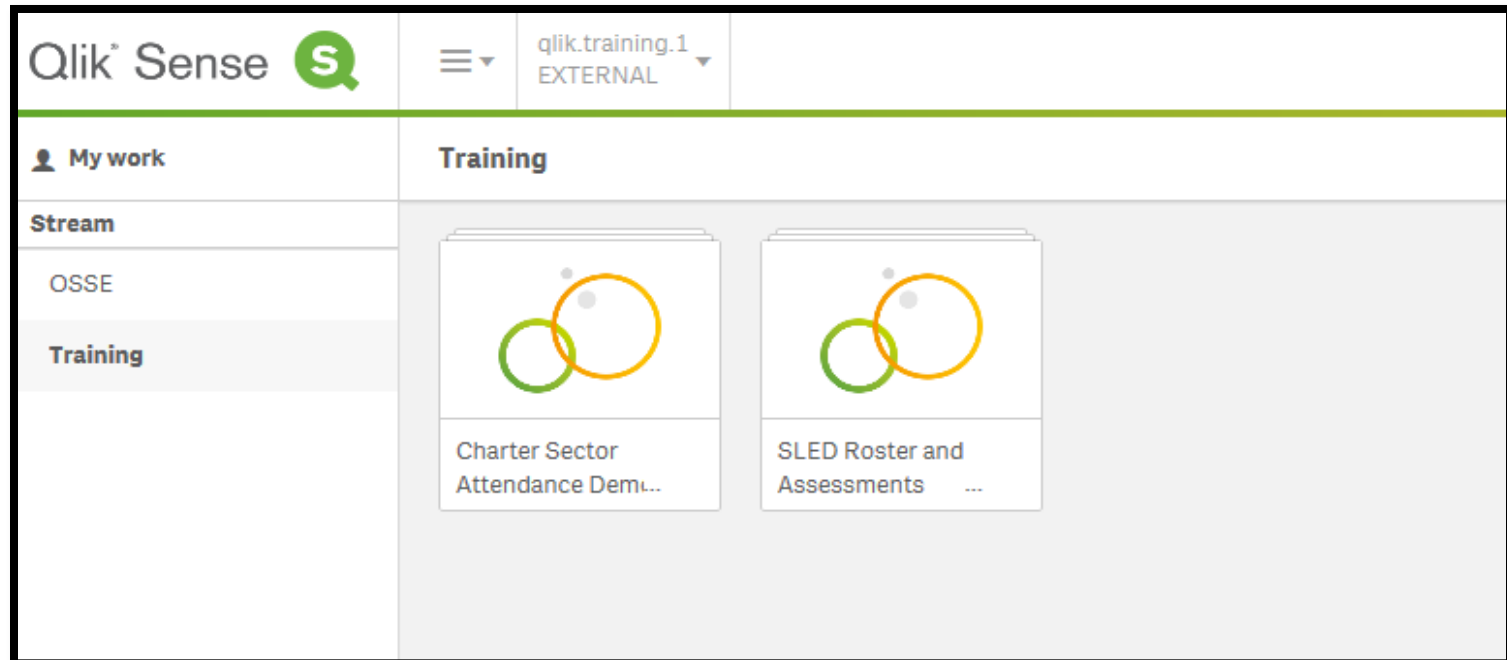 Qlik Sense S
qlik.training.1
EXTERNAL
My work
Training
Stream
OSSE
Training
Charter Sector
Attendance Dem...
SLED Roster and
Assessments ...